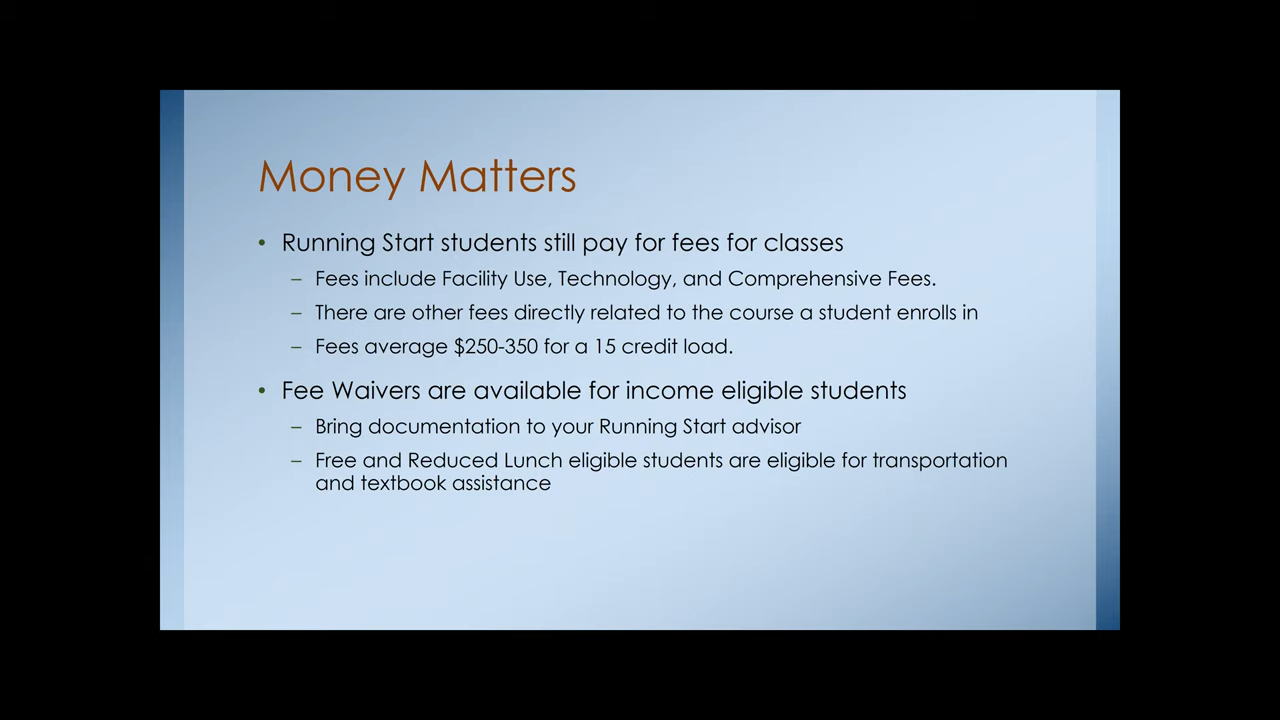 Money Matters
• Running Start students still pay for fees for classes
– Fees include Facility Use, Technology, and Comprehensive Fees.
– There are other fees directly related to the course a student enrolls in
– Fees average $250-350 for a 15 credit load.
• Fee Waivers are available for income eligible students
– Bring documentation to your Running Start advisor
– Free and Reduced Lunch eligible students are eligible for transportation
and textbook assistance